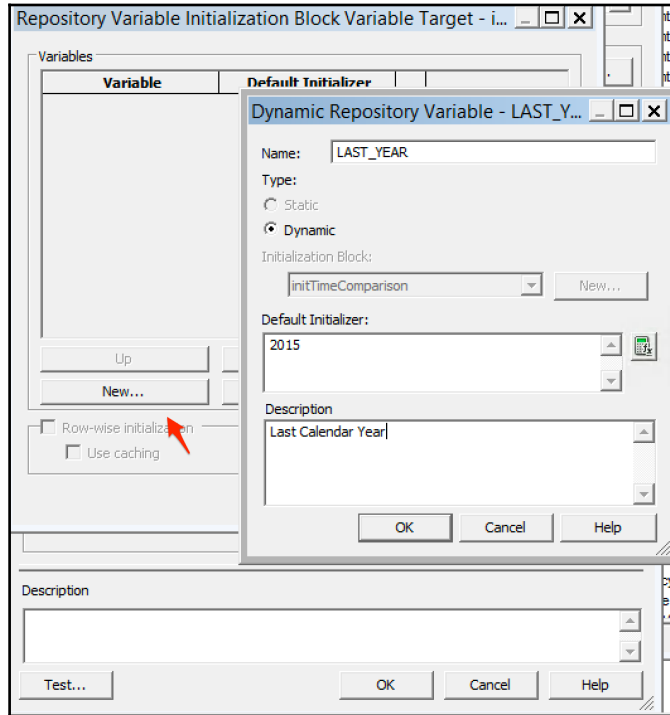 Repository Variable Initialization Block Variable Target - i...
Variables
Variable
Default Initializer
Dynamic Repository Variable - LAST_Y...
Name:
LAST_YEAR
Type:
Static
Dynamic
Initialization Block:
initTimeComparison
New...
Default Initializer:
2015
Description
Last Calendar Year
OK
Cancel
Help
Up
New...
Row-wise
Use caching
Description
Test...
OK
Cancel
Help